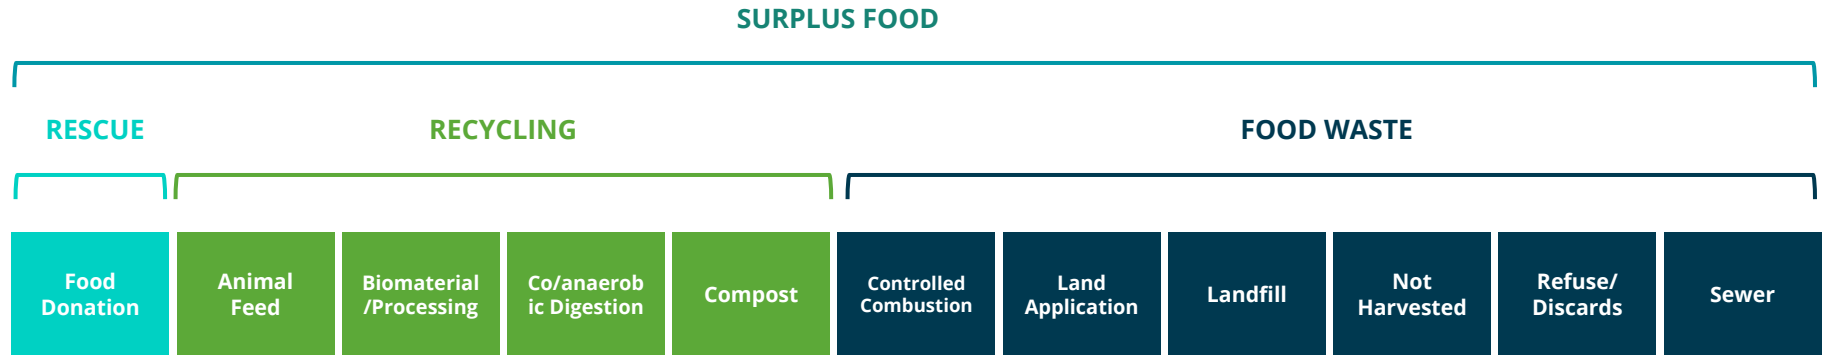 SURPLUS FOOD
RESCUE
RECYCLING
FOOD WASTE
Food
Donation
Animal
Feed
Biomaterial
/Processing
Co/anaerob
ic Digestion
Compost
Controlled
Combustion
Land
Application
Landfill
Not
Harvested
Refuse/
Discards
Sewer